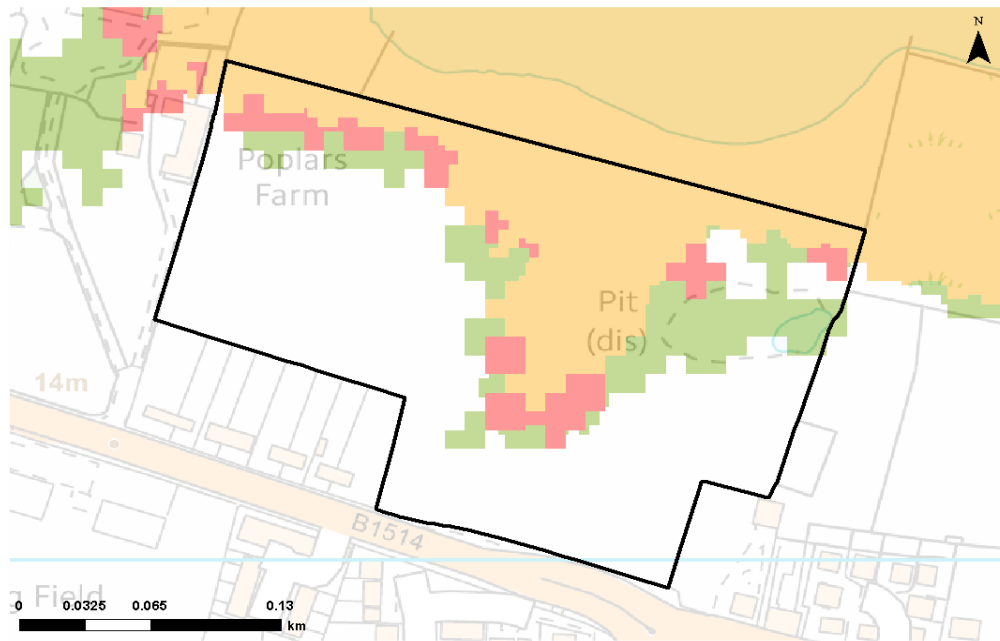 N
Poplars
Farm
Pit
(dis)
14m
B1514
g Field
0 0.0325 0.065 0.13
km